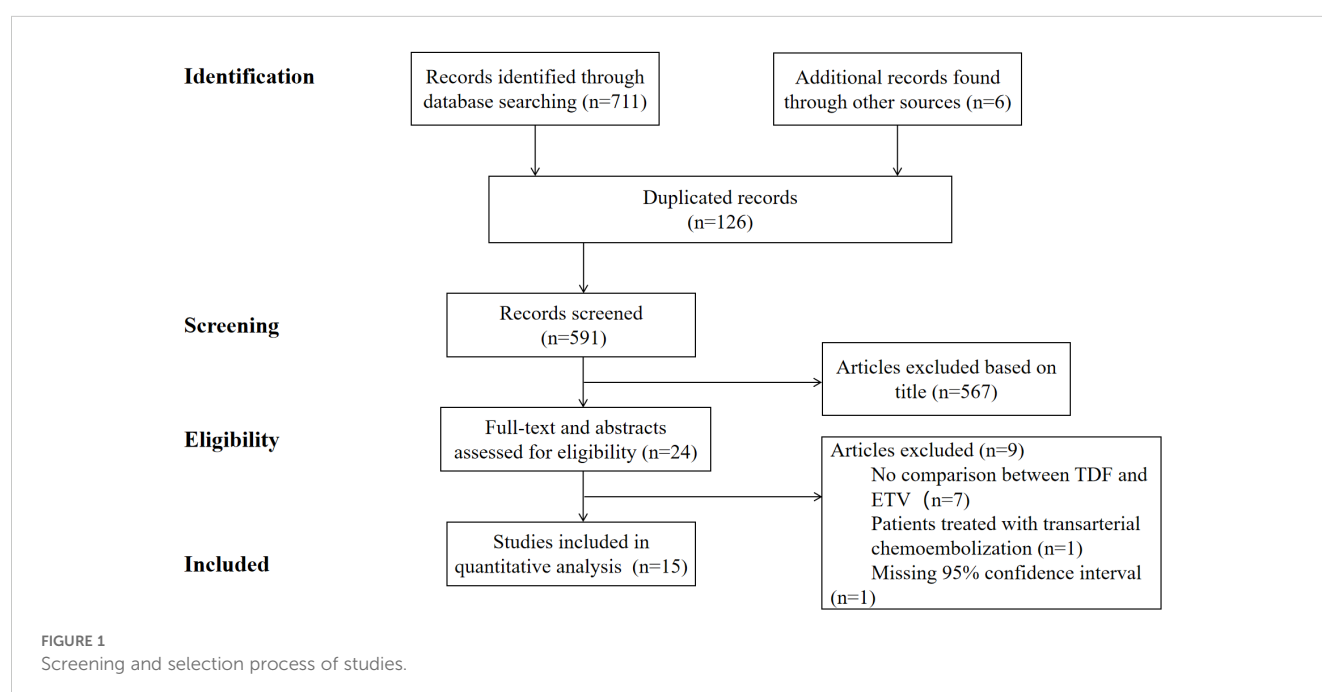 Identification
Records identified through
database searching (n=711)
Additional records found
through other sources (n=6)
Duplicated records
(n=126)
Screening
Records screened
(n=591)
Articles excluded based on
title (n=567)
Eligibility
Full-text and abstracts
assessed for eligibility (n=24)
Articles excluded (n=9)
No comparison between TDF and
ETV（n=7)
Patients treated with transarterial
chemoembolization (n=1)
Missing 95% confidence interval
(n=1)
Included
Studies included in
quantitative analysis (n=15)
FIGURE 1
Screening and selection process of studies.